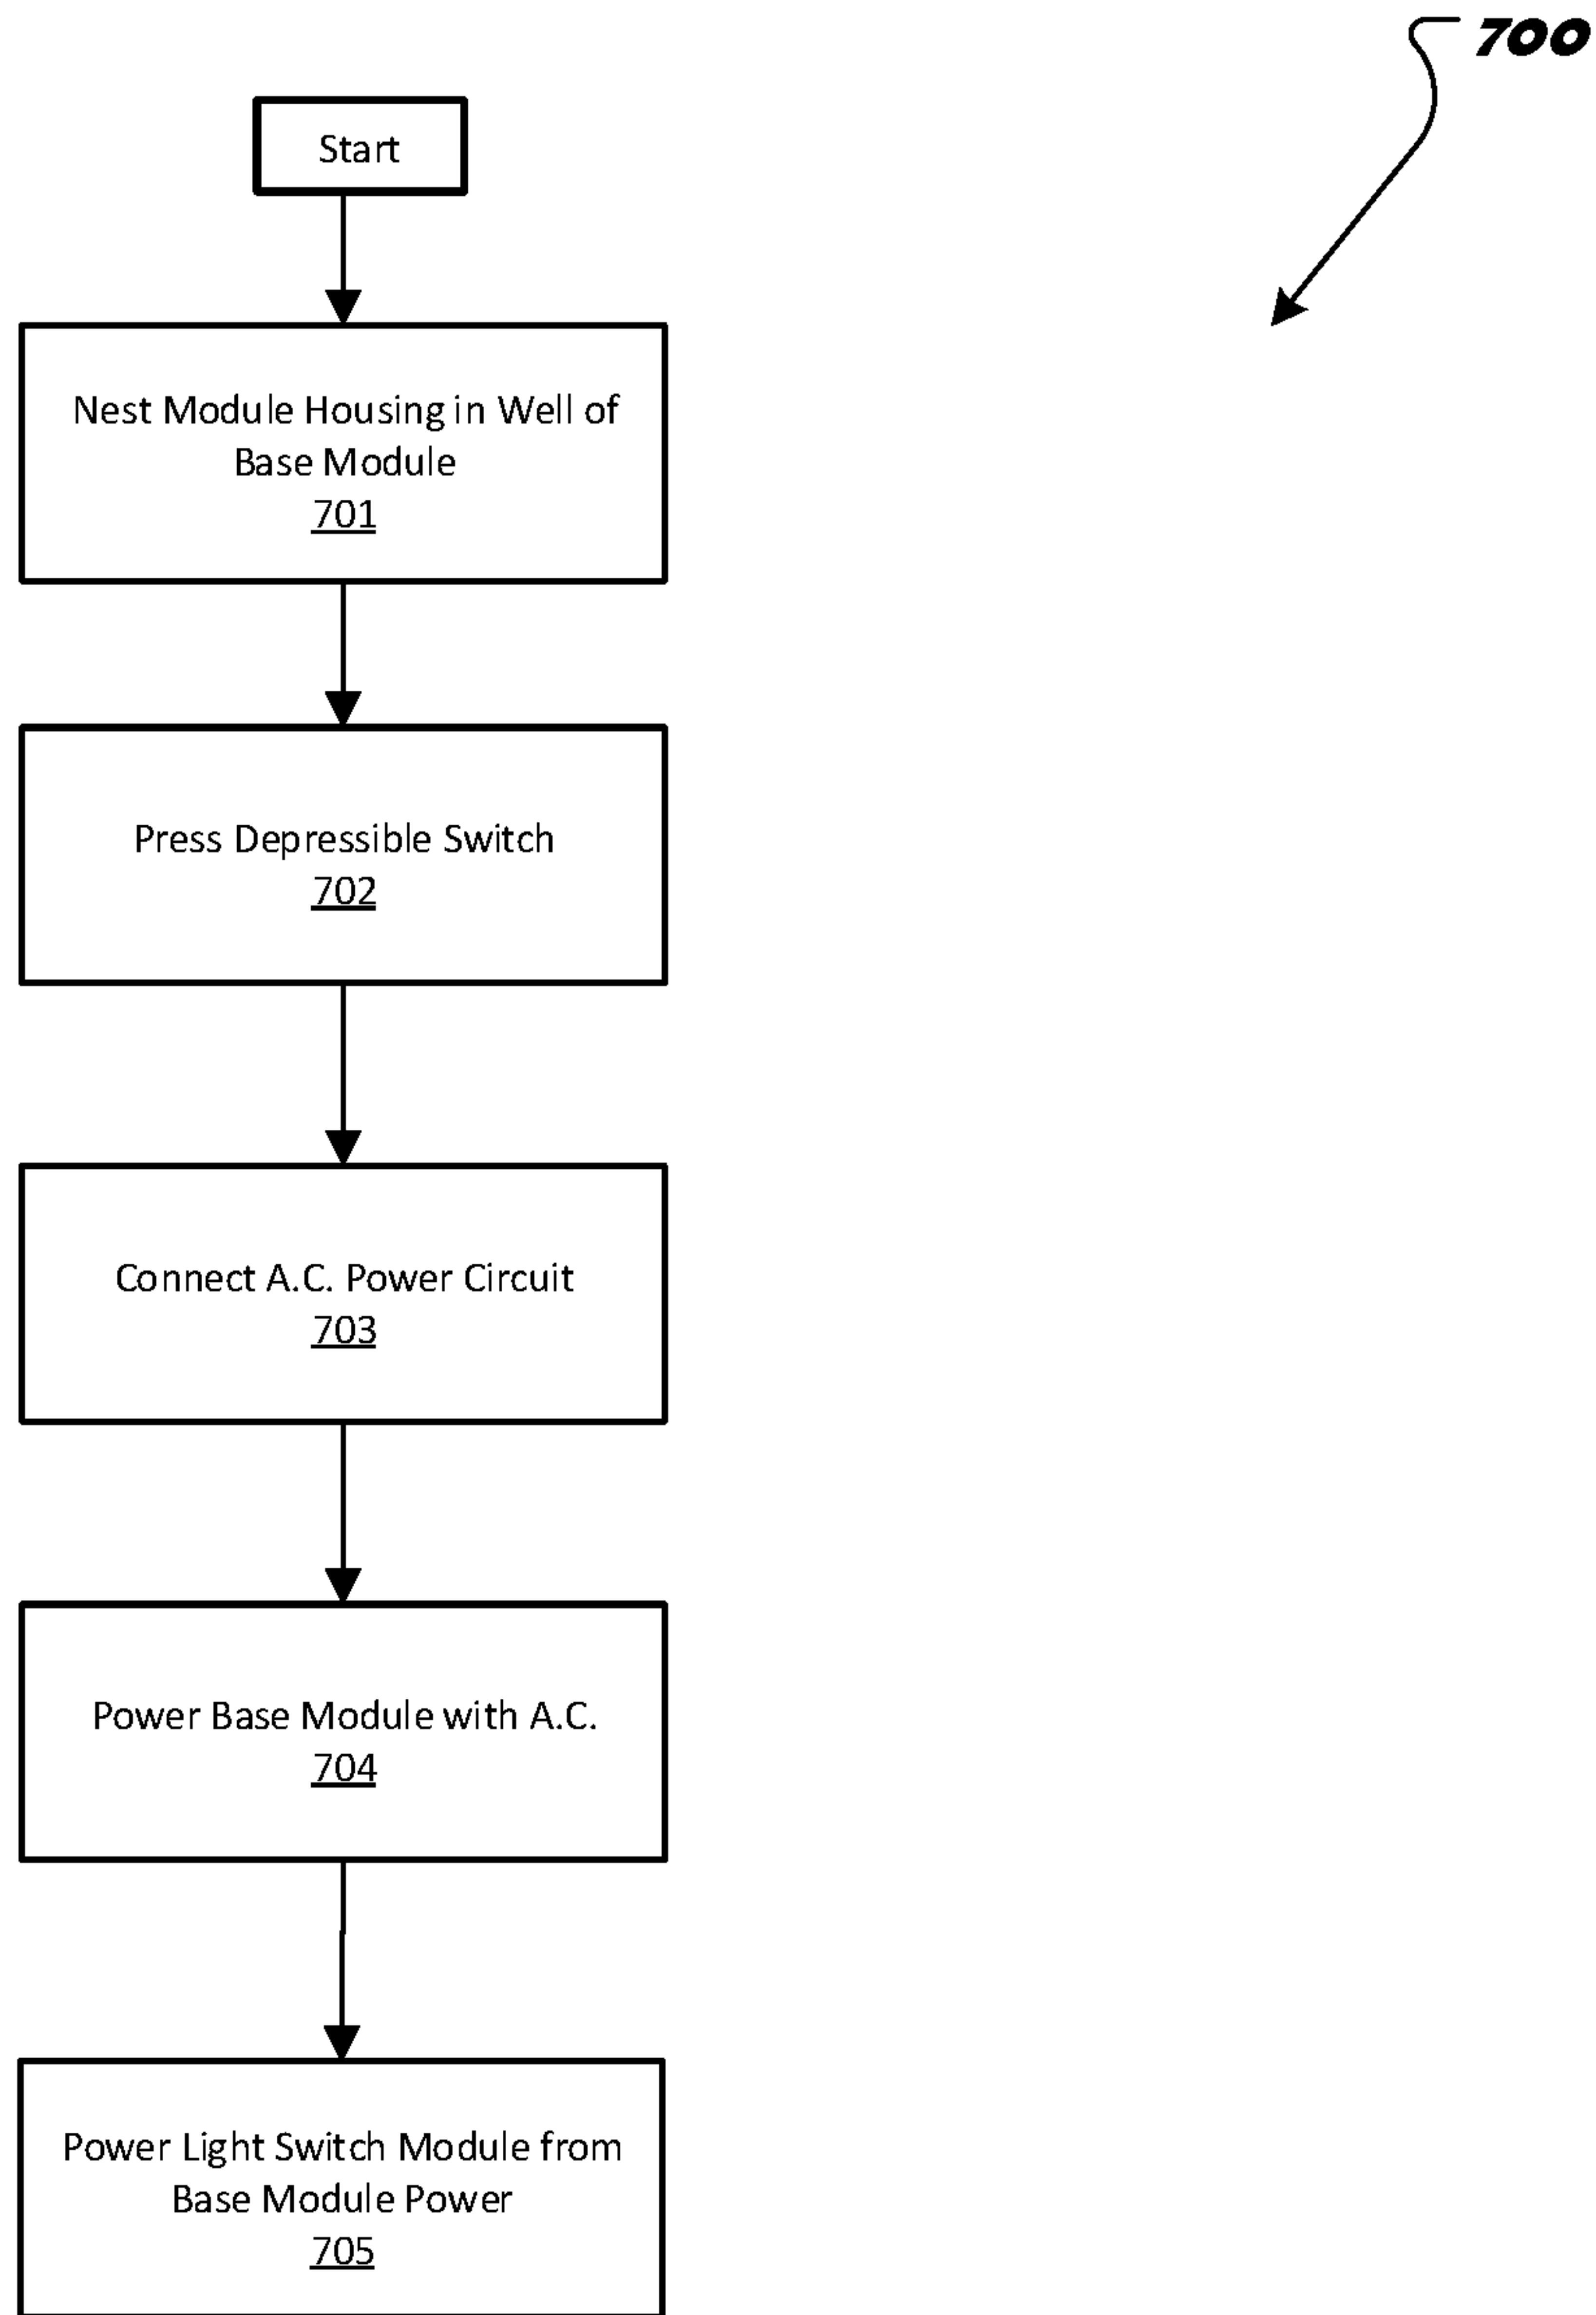 700
Start
Nest Module Housing in Well of
Base Module
701
Press Depressible Switch
702
Connect A.C. Power Circuit
703
Power Base Module with A.C.
704
Power Light Switch Module from
Base Module Power
705